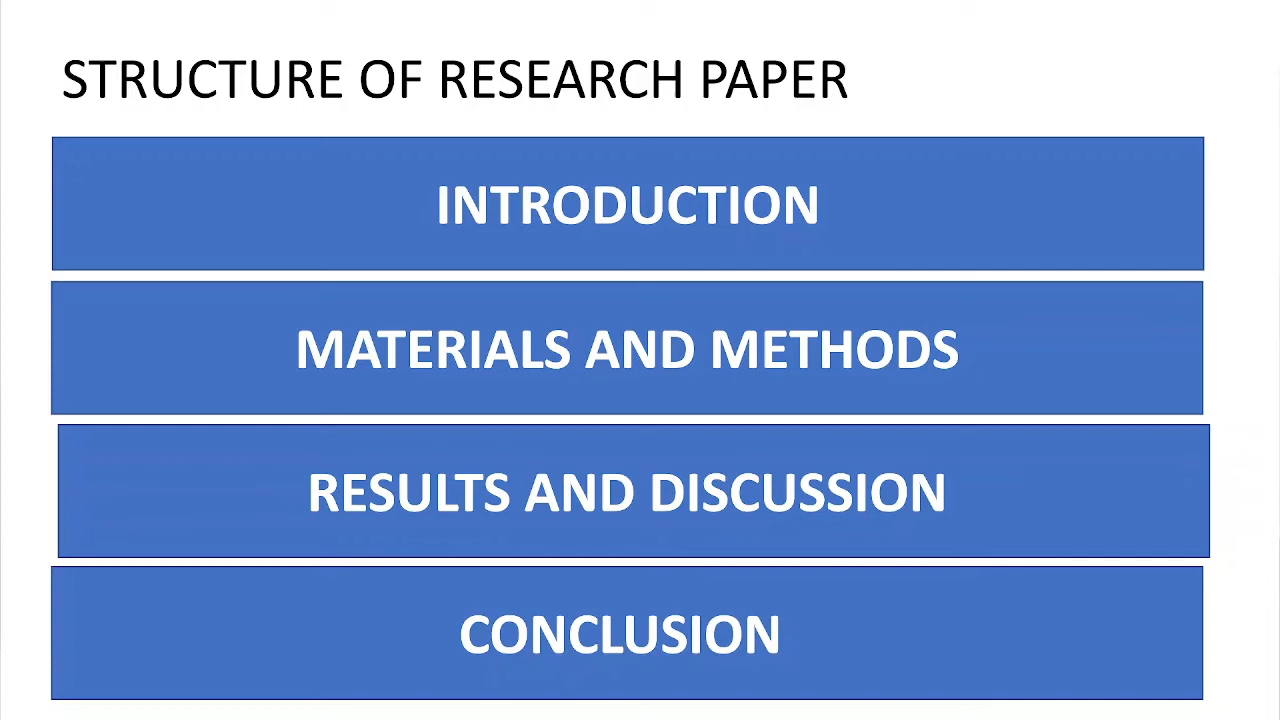 STRUCTURE OF RESEARCH PAPER
INTRODUCTION
MATERIALS AND METHODS
RESULTS AND DISCUSSION
CONCLUSION